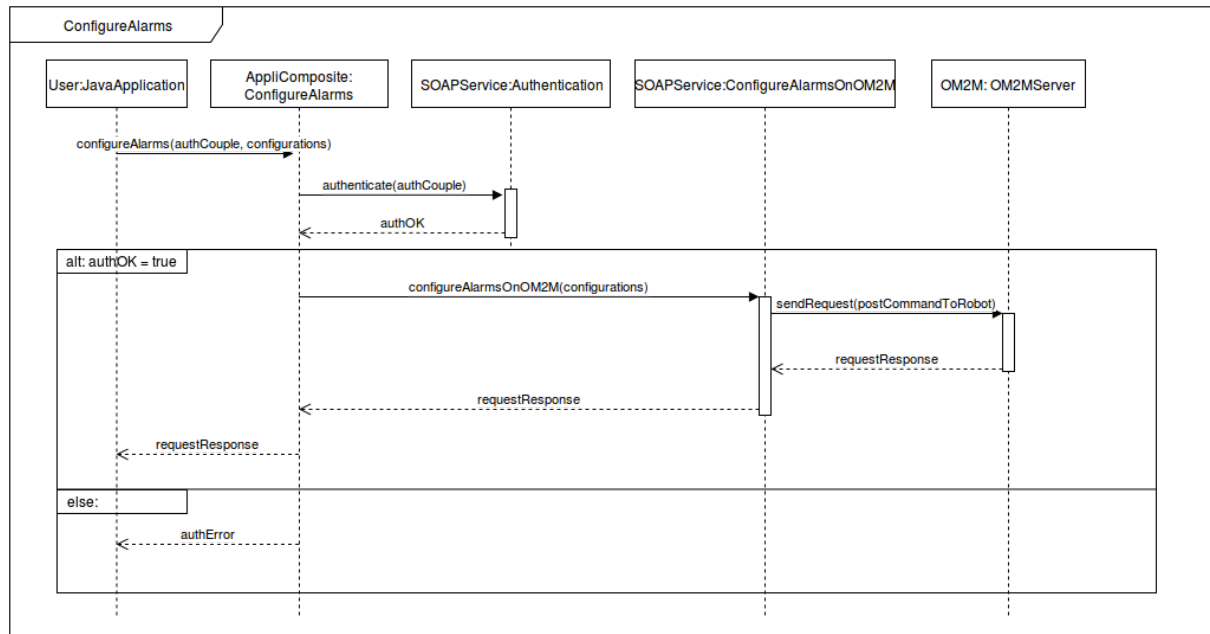 ConfigureAlarms
User:JavaApplication
AppliComposite:
ConfigureAlarms
SOAPService:Authentication
SOAPService:ConfigureAlarmsOnOM2M
OM2M: OM2MServer
configureAlarms(authCouple, configurations)
authenticate(authCouple)
authOK
alt: authOK = true
configureAlarmsOnOM2M(configurations)
sendRequest(postCommandToRobot)
requestResponse
requestResponse
requestResponse
else:
authError